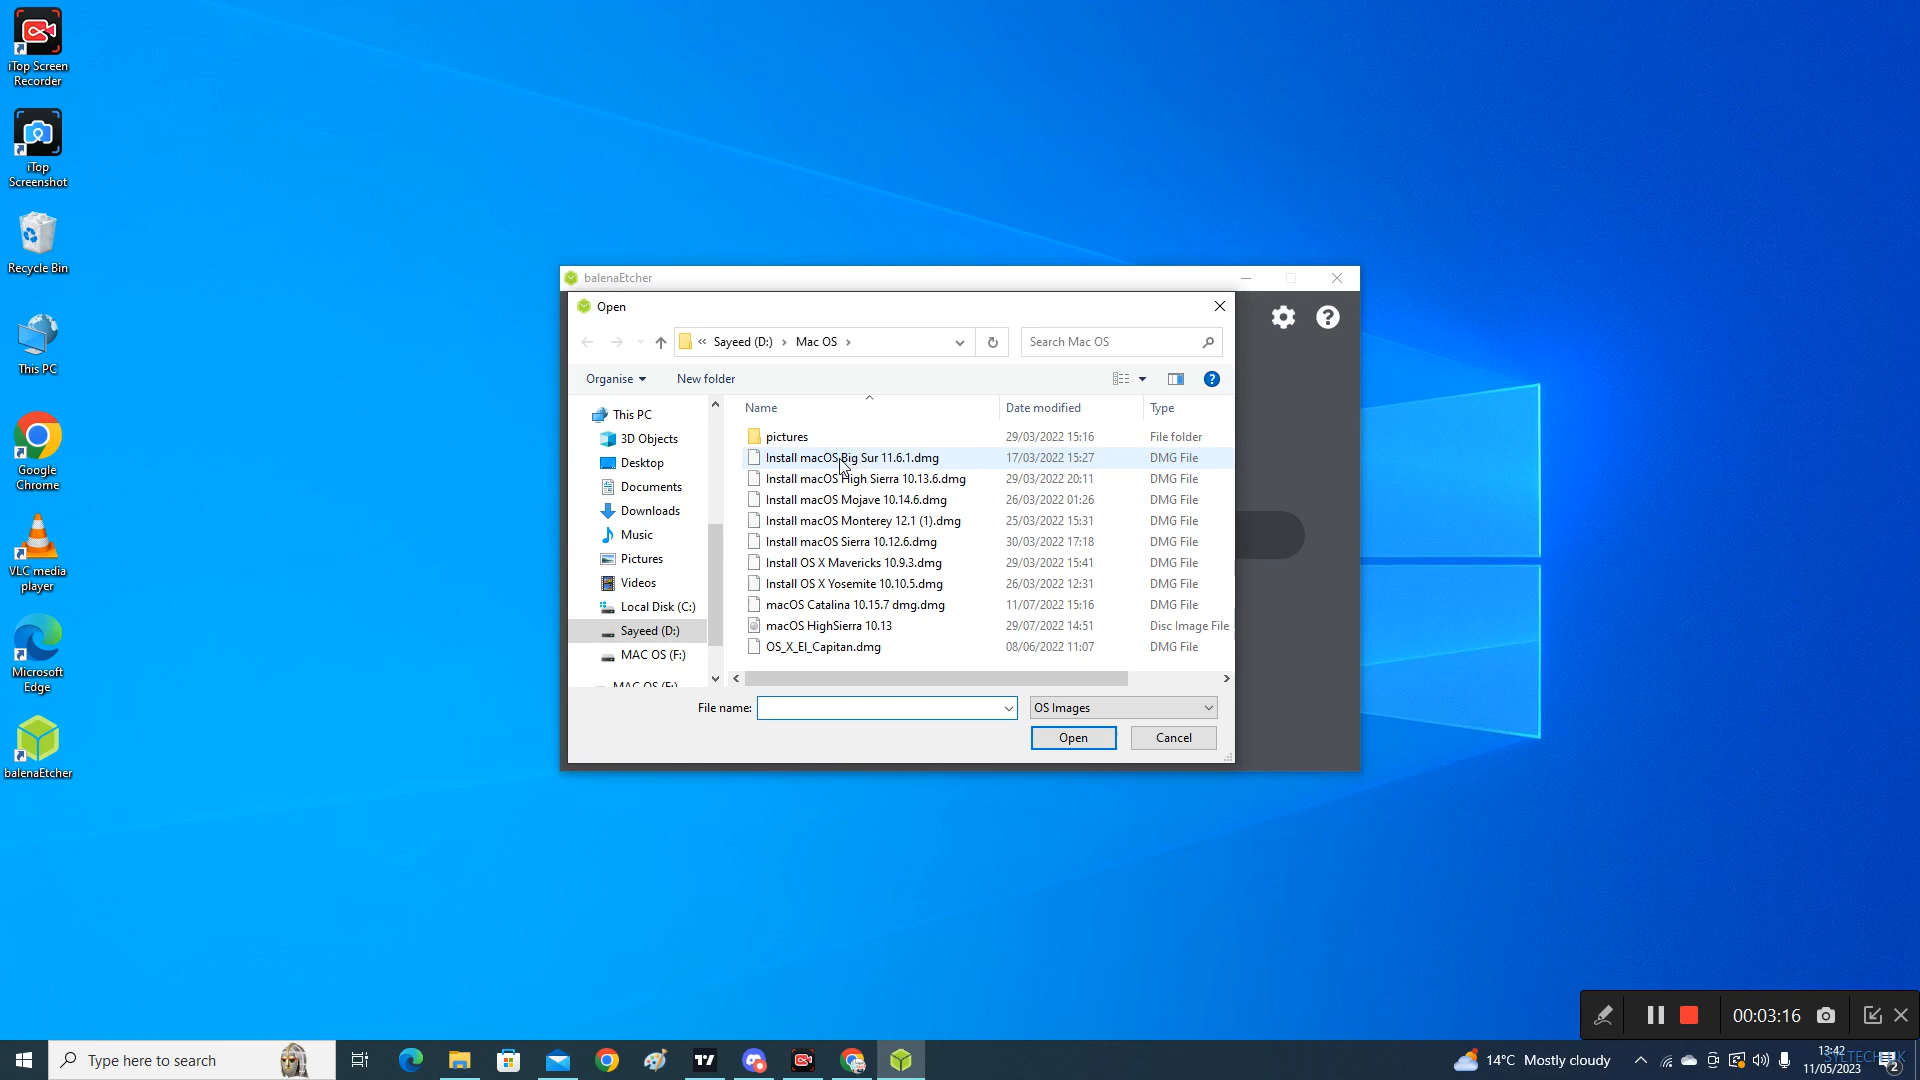 iTop Screen
Recorder
iTop
Screenshot
Recycle Bin
This PC
Google
Chrome
VLC media
player
Microsoft
Edge
balenaEtcher
balenaEtcher
Open
« Sayeed (D:) › Mac OS ›
Search Mac OS
Organise
New folder
This PC
3D Objects
Desktop
Documents
Downloads
Music
Pictures
Videos
Local Disk (C:)
Sayeed (D:)
MAC OS (F:)
MAC OS (F:)
Name Date modified Type
pictures 29/03/2022 15:16 File folder
Install macOS Big Sur 11.6.1.dmg 17/03/2022 15:27 DMG File
Install macOS High Sierra 10.13.6.dmg 29/03/2022 20:11 DMG File
Install macOS Mojave 10.14.6.dmg 26/03/2022 01:26 DMG File
Install macOS Monterey 12.1 (1).dmg 25/03/2022 15:31 DMG File
Install macOS Sierra 10.12.6.dmg 30/03/2022 17:18 DMG File
Install OS X Mavericks 10.9.3.dmg 29/03/2022 15:41 DMG File
Install OS X Yosemite 10.10.5.dmg 26/03/2022 12:31 DMG File
macOS Catalina 10.15.7 dmg.dmg 11/07/2022 15:16 DMG File
macOS HighSierra 10.13 29/07/2022 14:51 Disc Image File
OS_X_El_Capitan.dmg 08/06/2022 11:07 DMG File
File name:
OS Images
Open
Cancel
00:03:16
Type here to search
14°C Mostly cloudy
13:42
11/05/2023
2